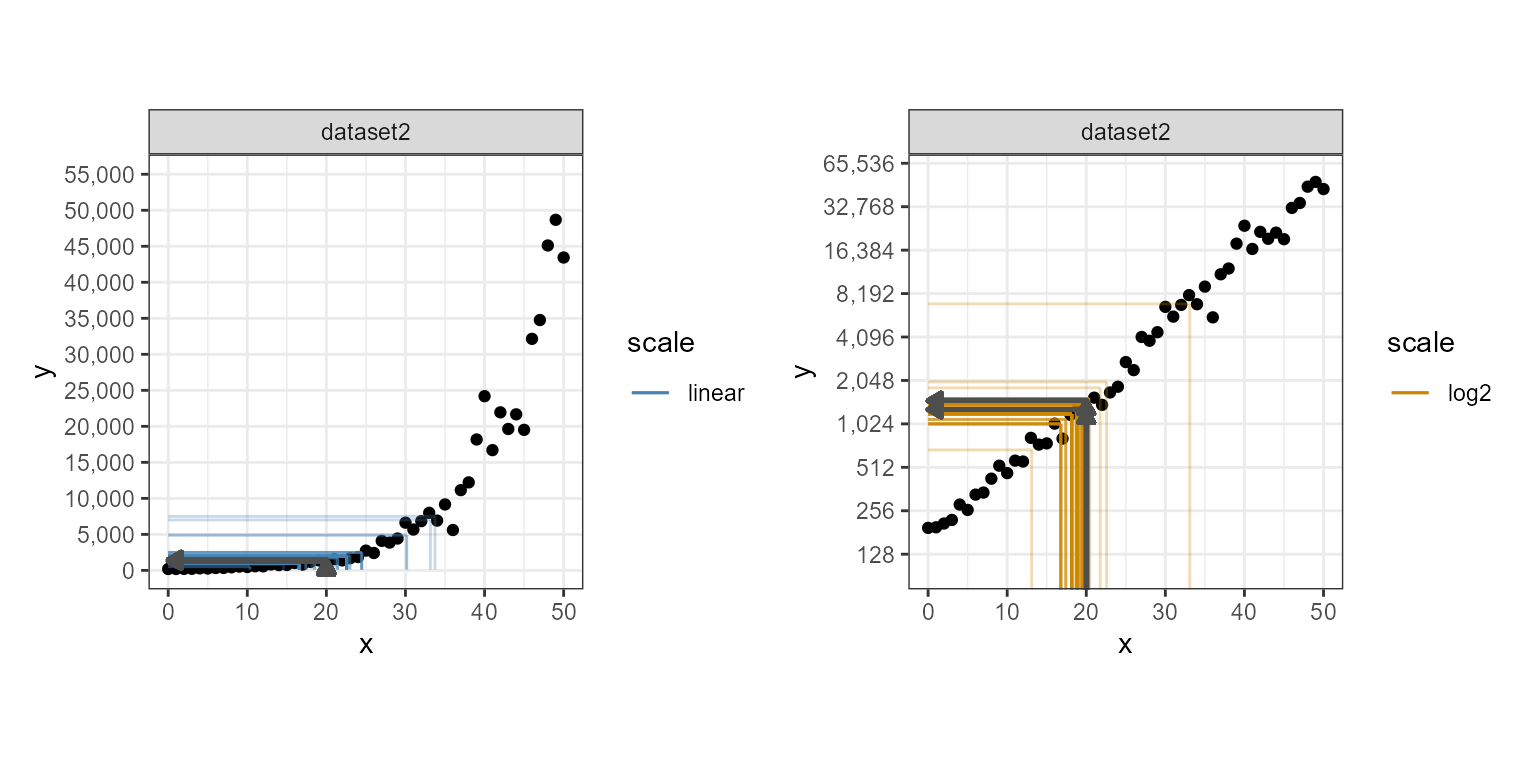 dataset2
55,000
50,000
45,000
40,000
35,000
30,000
25,000
20,000
15,000
10,000
5,000
0
y
0 10 20 30 40 50
x
scale
linear
dataset2
65,536
32,768
16,384
8,192
4,096
2,048
1,024
512
256
128
y
0 10 20 30 40 50
x
scale
log2